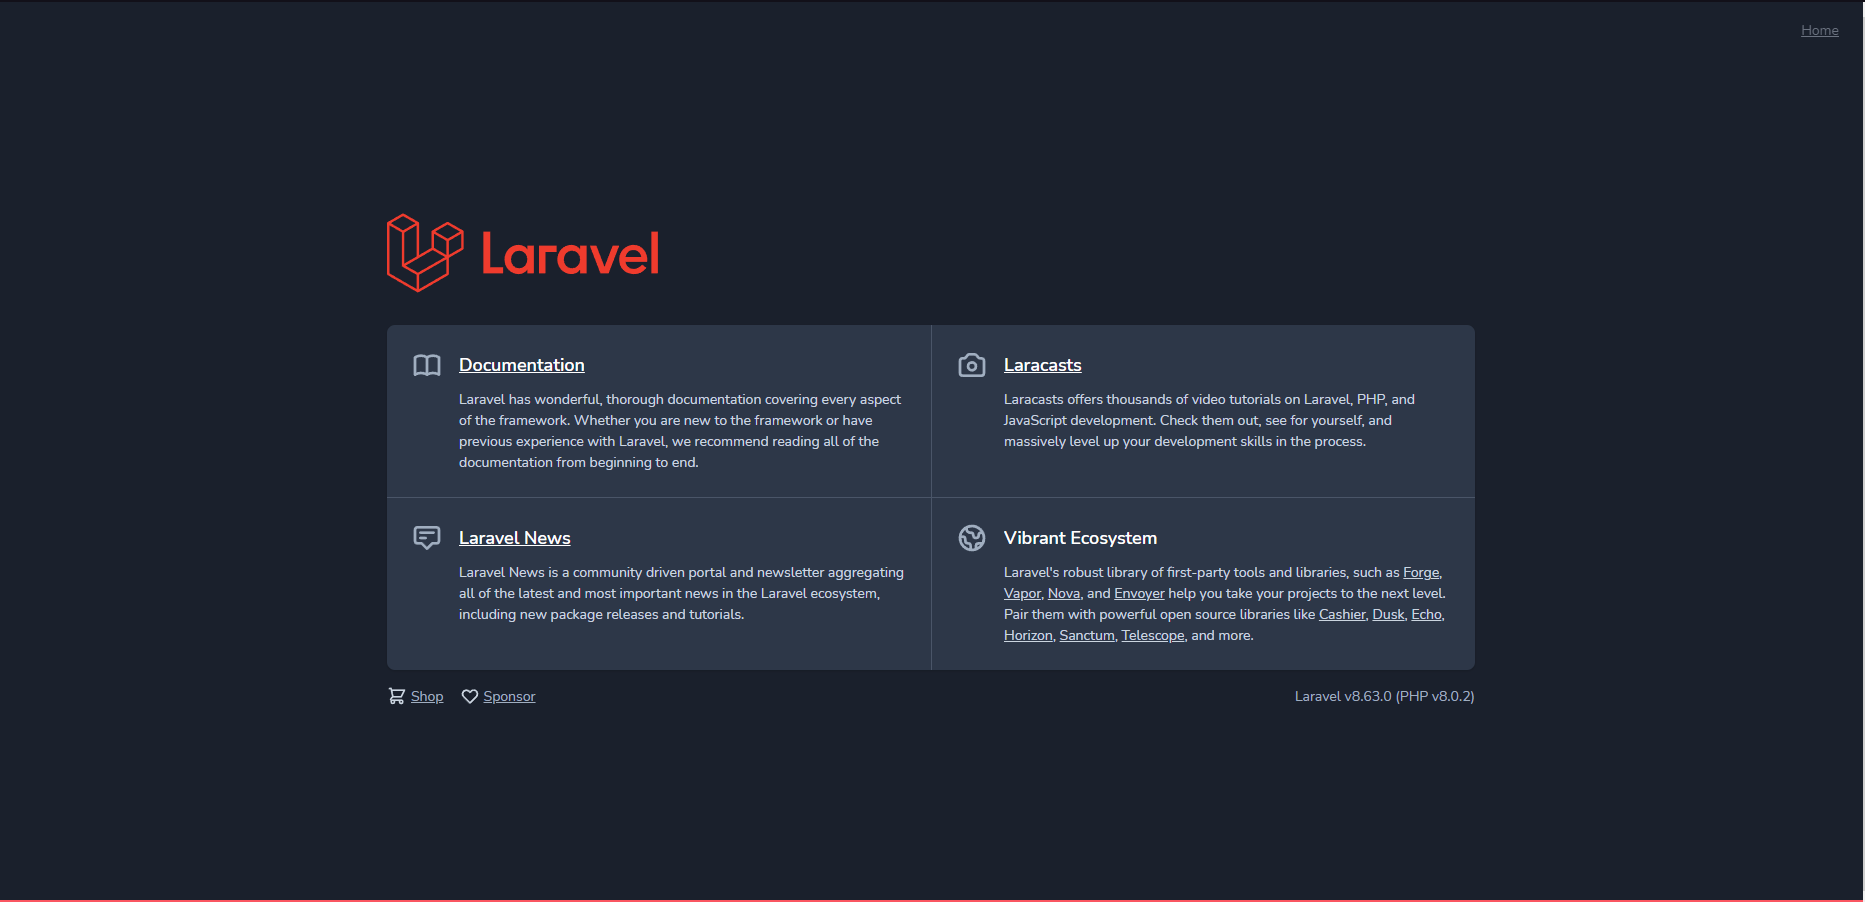 Home
Laravel
Documentation
Laravel has wonderful, thorough documentation covering every aspect
of the framework. Whether you are new to the framework or have
previous experience with Laravel, we recommend reading all of the
documentation from beginning to end.
Laracasts
Laracasts offers thousands of video tutorials on Laravel, PHP, and
JavaScript development. Check them out, see for yourself, and
massively level up your development skills in the process.
Laravel News
Laravel News is a community driven portal and newsletter aggregating
all of the latest and most important news in the Laravel ecosystem,
including new package releases and tutorials.
Vibrant Ecosystem
Laravel's robust library of first-party tools and libraries, such as Forge,
Vapor, Nova, and Envoyer help you take your projects to the next level.
Pair them with powerful open source libraries like Cashier, Dusk, Echo,
Horizon, Sanctum, Telescope, and more.
Shop Sponsor
Laravel v8.63.0 (PHP v8.0.2)